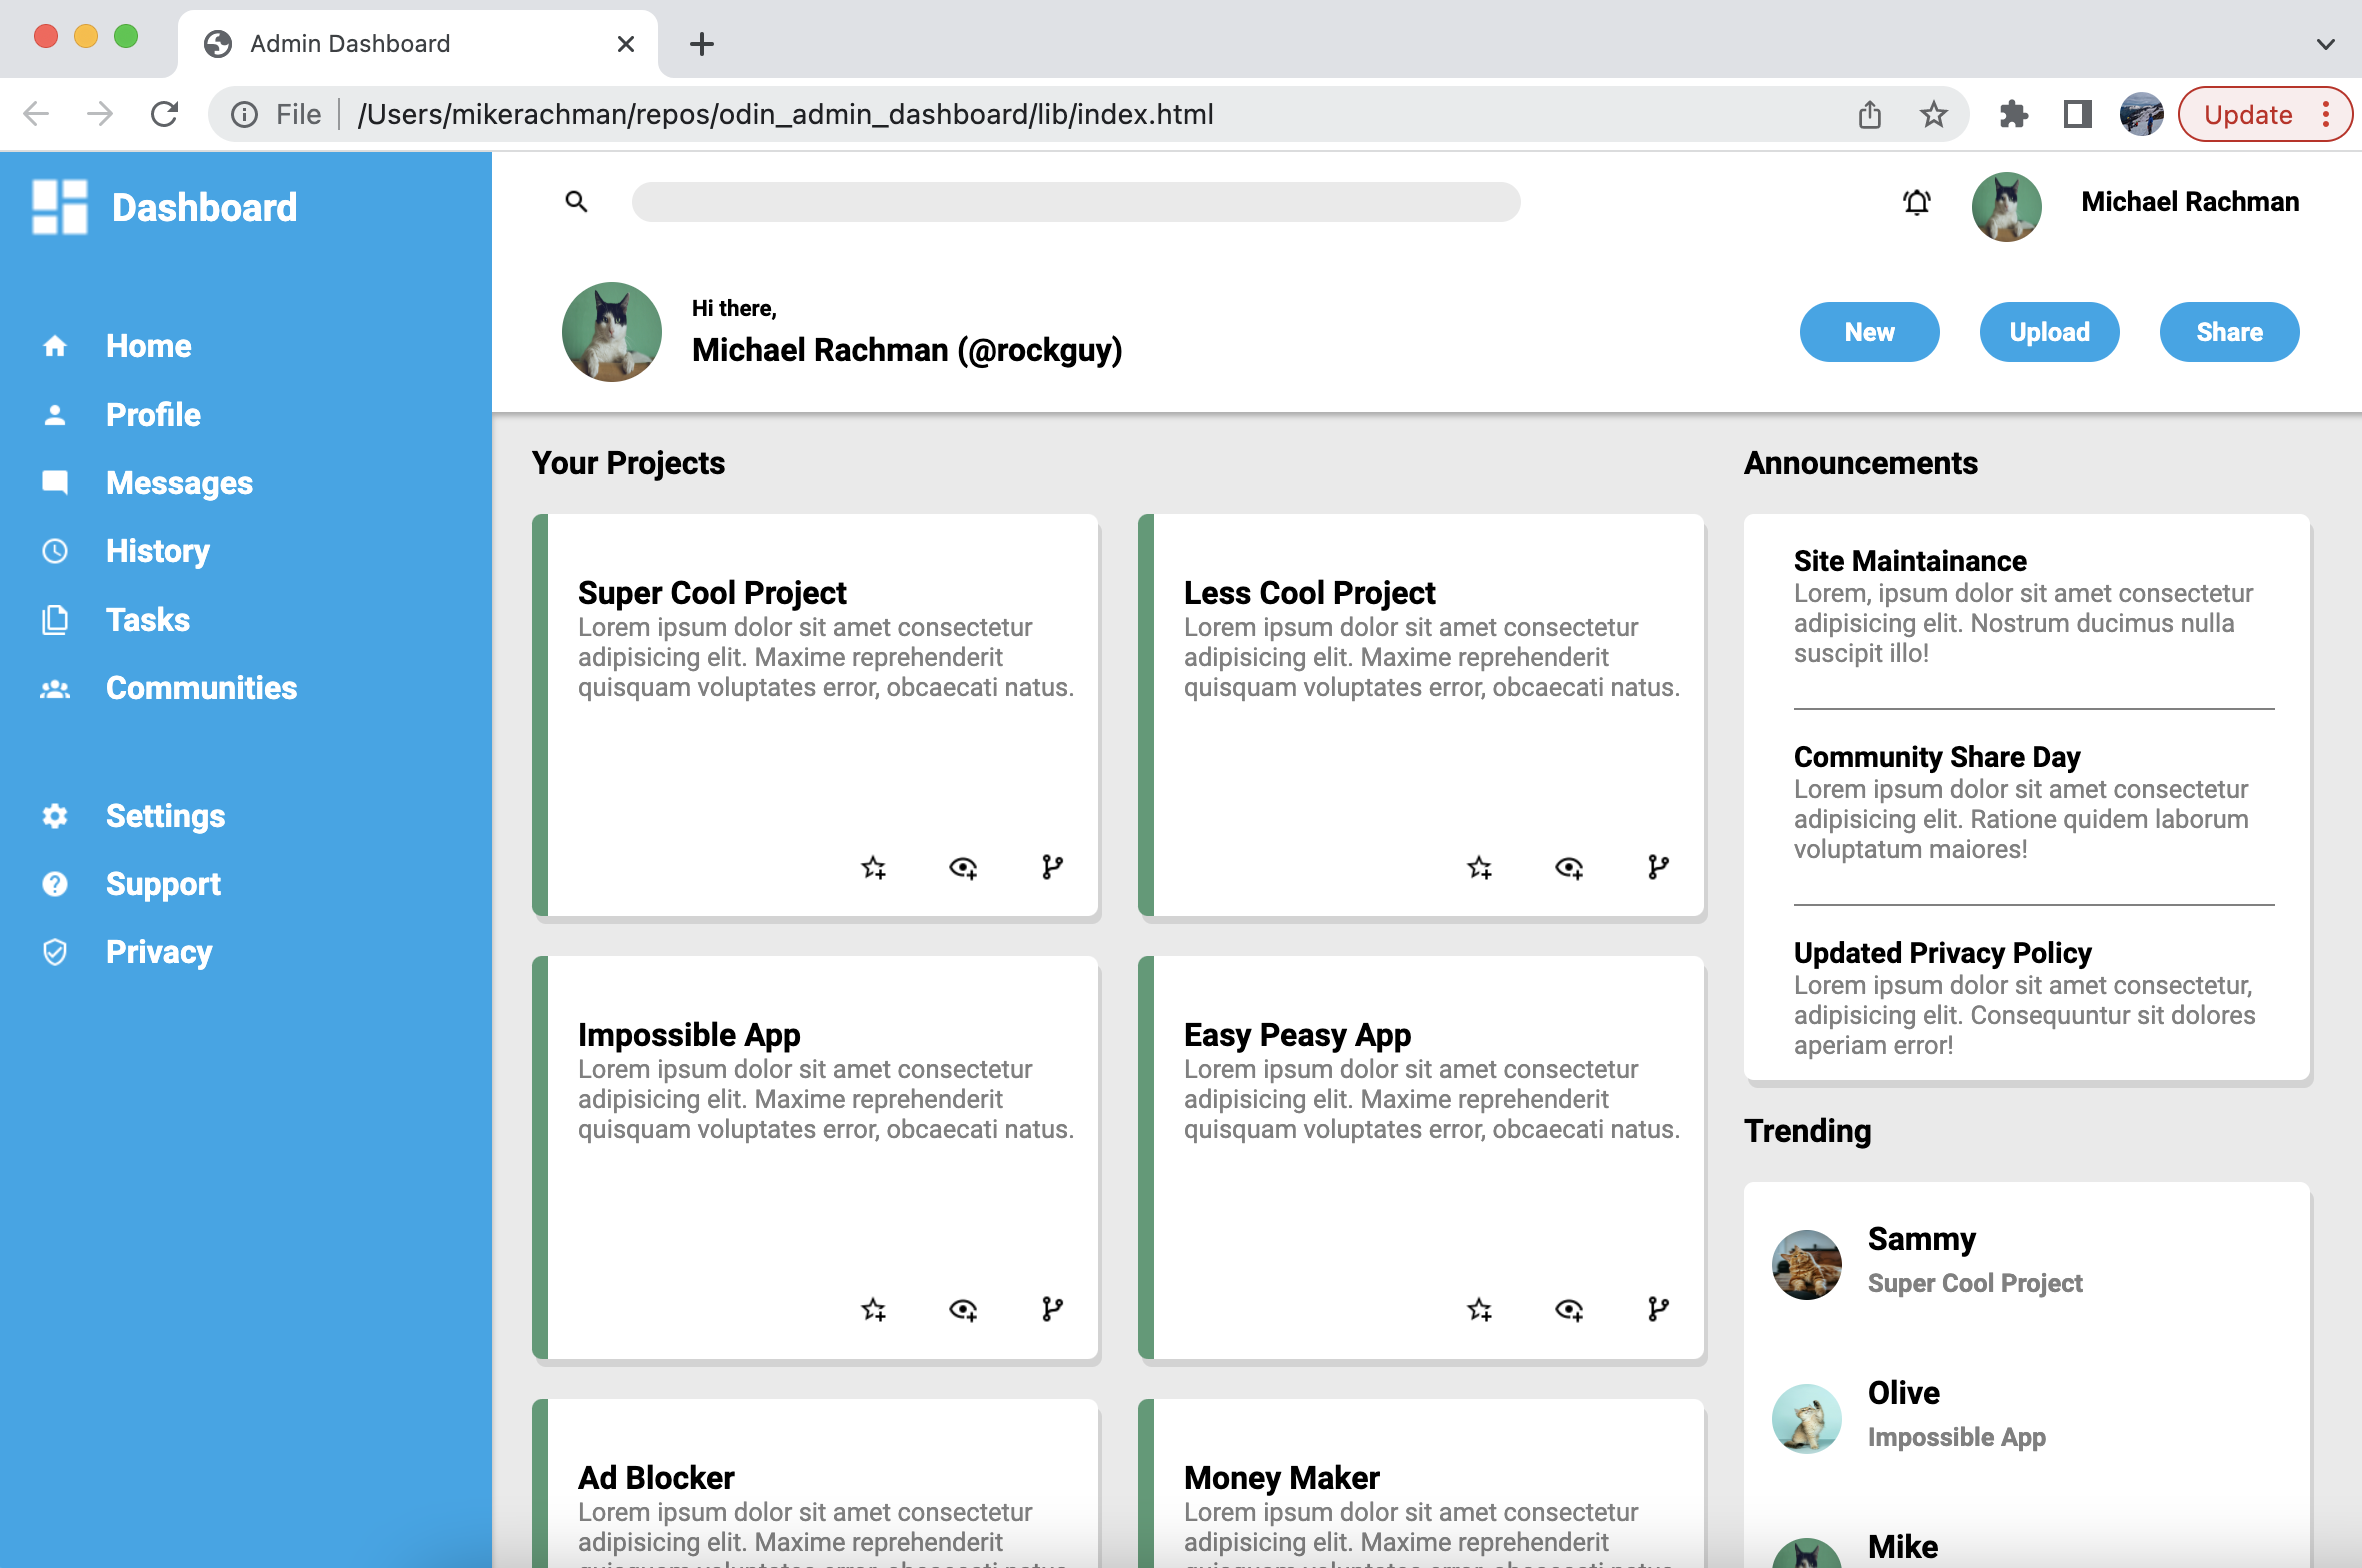 Admin Dashboard
File
/Users/mikerachman/repos/odin_admin_dashboard/lib/index.html
Update
Dashboard
Home
Profile
Messages
History
Tasks
Communities
Settings
Support
Privacy
Michael Rachman
Hi there,
Michael Rachman (@rockguy)
New
Upload
Share
Your Projects
Super Cool Project
Lorem ipsum dolor sit amet consectetur
adipisicing elit. Maxime reprehenderit
quisquam voluptates error, obcaecati natus.
Less Cool Project
Lorem ipsum dolor sit amet consectetur
adipisicing elit. Maxime reprehenderit
quisquam voluptates error, obcaecati natus.
Impossible App
Lorem ipsum dolor sit amet consectetur
adipisicing elit. Maxime reprehenderit
quisquam voluptates error, obcaecati natus.
Easy Peasy App
Lorem ipsum dolor sit amet consectetur
adipisicing elit. Maxime reprehenderit
quisquam voluptates error, obcaecati natus.
Ad Blocker
Lorem ipsum dolor sit amet consectetur
adipisicing elit. Maxime reprehenderit
Money Maker
Lorem ipsum dolor sit amet consectetur
adipisicing elit. Maxime reprehenderit
Announcements
Site Maintainance
Lorem, ipsum dolor sit amet consectetur
adipisicing elit. Nostrum ducimus nulla
suscipit illo!
Community Share Day
Lorem ipsum dolor sit amet consectetur
adipisicing elit. Ratione quidem laborum
voluptatum maiores!
Updated Privacy Policy
Lorem ipsum dolor sit amet consectetur,
adipisicing elit. Consequuntur sit dolores
aperiam error!
Trending
Sammy
Super Cool Project
Olive
Impossible App
Mike